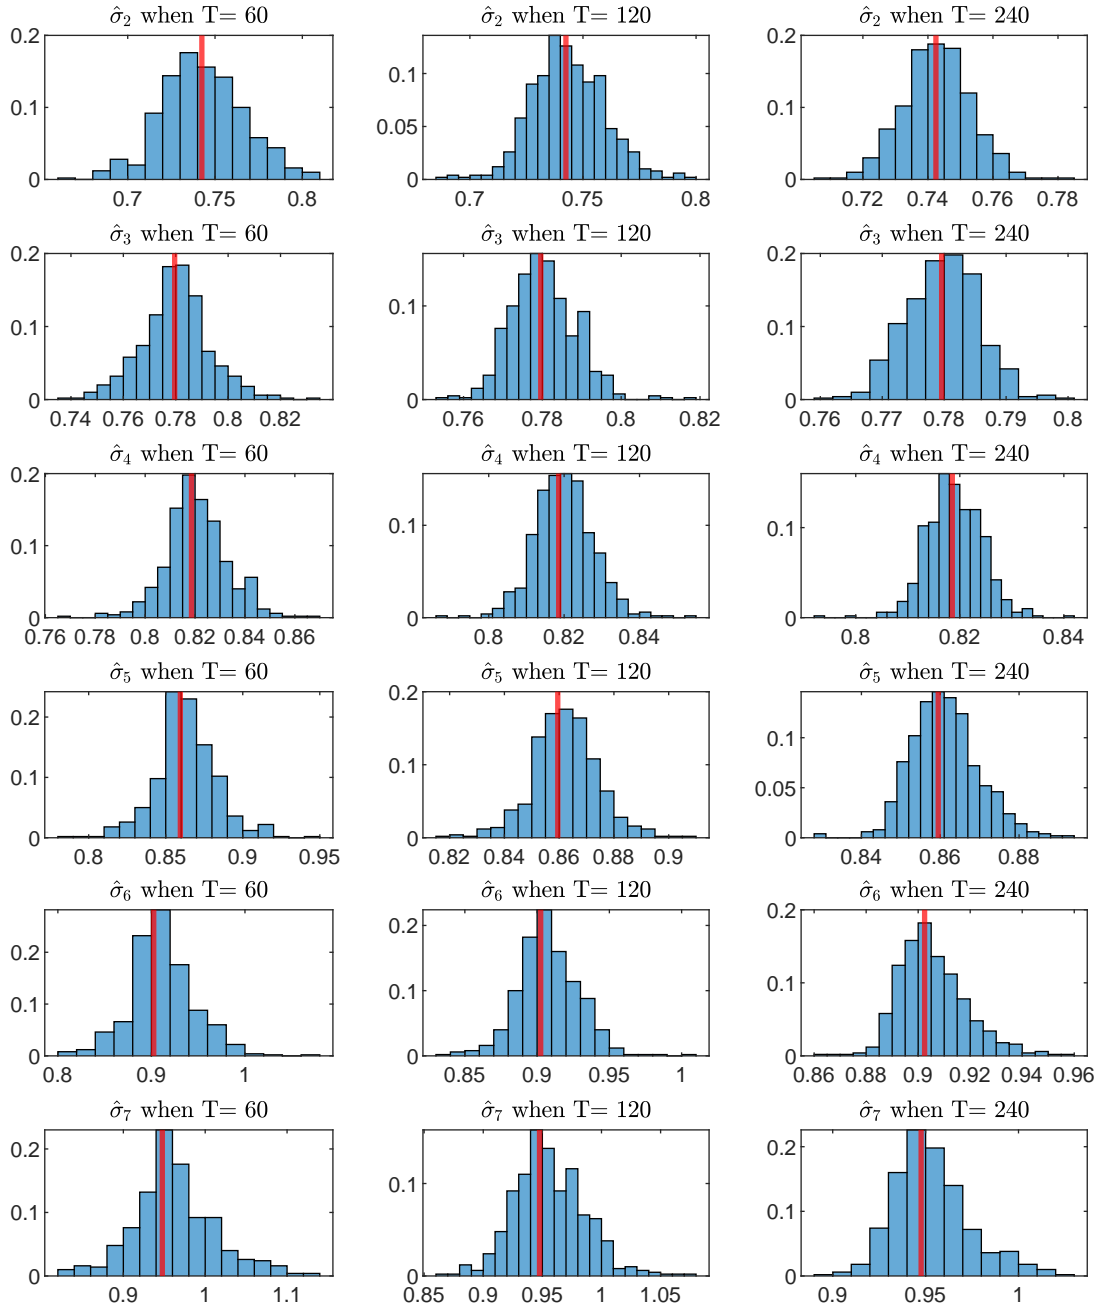 σ̂₂ when T= 60 σ̂₂ when T= 120 σ̂₂ when T= 240
0.2 0.1 0
0.7 0.75 0.8
0.1 0.05 0
0.7 0.75 0.8
0.2 0.1 0
0.72 0.74 0.76 0.78
σ̂₃ when T= 60 σ̂₃ when T= 120 σ̂₃ when T= 240
0.2 0.1 0
0.74 0.76 0.78 0.8 0.82
0.1 0
0.76 0.78 0.8 0.82
0.2 0.1 0
0.76 0.77 0.78 0.79 0.8
σ̂₄ when T= 60 σ̂₄ when T= 120 σ̂₄ when T= 240
0.2 0.1 0
0.76 0.78 0.8 0.82 0.84 0.86
0.1 0
0.8 0.82 0.84
0.1 0
0.8 0.82 0.84
σ̂₅ when T= 60 σ̂₅ when T= 120 σ̂₅ when T= 240
0.2 0.1 0
0.8 0.85 0.9 0.95
0.2 0.1 0
0.82 0.84 0.86 0.88 0.9
0.1 0.05 0
0.84 0.86 0.88
σ̂₆ when T= 60 σ̂₆ when T= 120 σ̂₆ when T= 240
0.2 0.1 0
0.8 0.9 1
0.2 0.1 0
0.85 0.9 0.95 1
0.2 0.1 0
0.86 0.88 0.9 0.92 0.94 0.96
σ̂₇ when T= 60 σ̂₇ when T= 120 σ̂₇ when T= 240
0.2 0.1 0
0.9 1 1.1
0.1 0
0.85 0.9 0.95 1 1.05
0.2 0.1 0
0.9 0.95 1